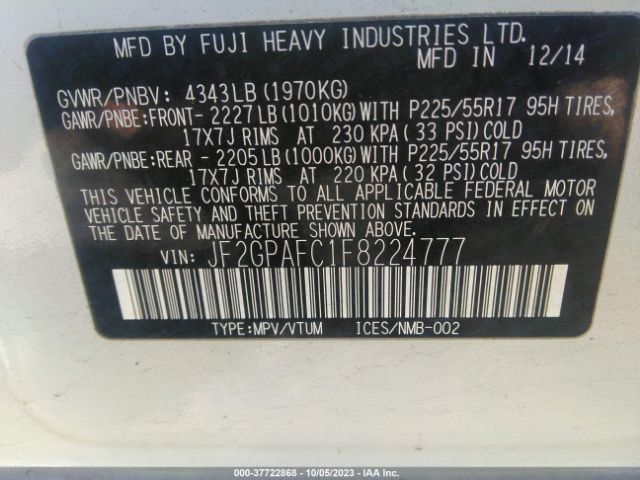 MFD BY FUJI HEAVY INDUSTRIES LTD.
MFD IN 12/14
GVWR/PNBV: 4343LB(1970KG)
GAWR/PNBE:FRONT- 2227LB(1010KG)WITH P225/55R17 95H TIRES,
17X7J RIMS AT 230 KPA(33 PSI)COLD
GAWR/PNBE:REAR - 2205LB(1000KG)WITH P225/55R17 95H TIRES,
17X7J RIMS AT 220 KPA(32 PSI)COLD
THIS VEHICLE CONFORMS TO ALL APPLICABLE FEDERAL MOTOR
VEHICLE SAFETY AND THEFT PREVENTION STANDARDS IN EFFECT ON
THE DATE OF MANUFACTURE SHOWN ABOVE.
VIN: JF2GPAFC1F8224777
TYPE:MPV/VTUM ICES/NMB-002
000-37722868 - 10/05/2023 - IAA Inc.